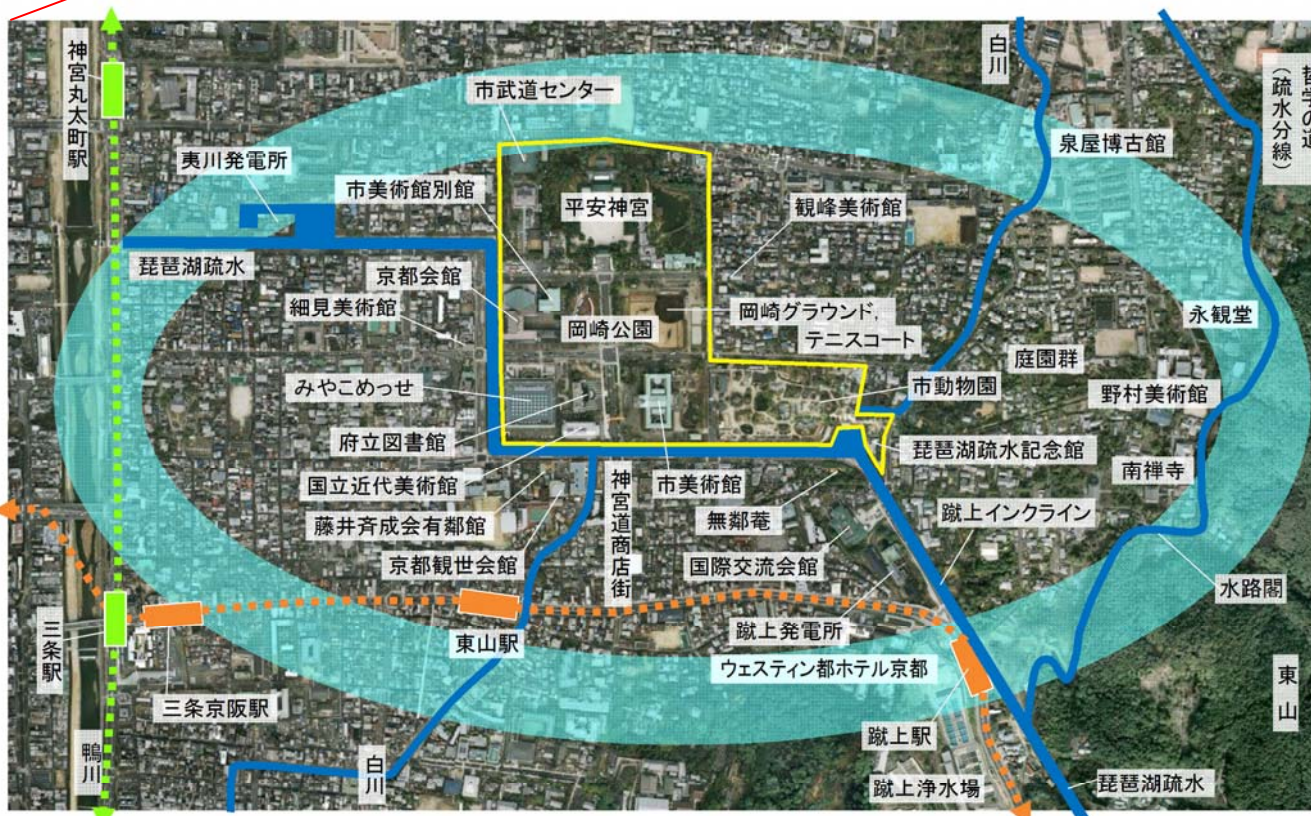 神宮丸太町駅
市武道センター
白川
哲学の道
（疏水分線）
夷川発電所
泉屋博古館
市美術館別館
平安神宮
観峰美術館
琵琶湖疏水
京都会館
細見美術館
岡崎公園
岡崎グラウンド,
テニスコート
永観堂
庭園群
みやこめっせ
市動物園
野村美術館
府立図書館
琵琶湖疏水記念館
国立近代美術館
神宮道商店街
市美術館
南禅寺
藤井斉成会有鄰館
無鄰菴
蹴上インクライン
京都観世会館
国際交流会館
水路閣
三条駅
東山駅
蹴上発電所
ウェスティン都ホテル京都
東山
三条京阪駅
蹴上駅
鴨川
白川
蹴上浄水場
琵琶湖疏水